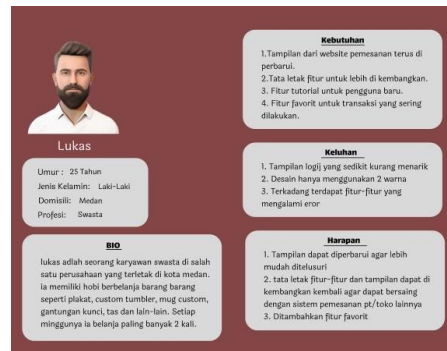 Lukas
Umur : 25 Tahun
Jenis Kelamin: Laki-Laki
Domisili: Medan
Profesi: Swasta
BIO
lukas adlah seorang karyawan swasta di salah
satu perusahaan yang terletak di kota medan.
ia memiliki hobi berbelanja barang barang
seperti plakat, custom tumbler, mug custom,
gantungan kunci, tas dan lain-lain. Setiap
minggunya ia belanja paling banyak 2 kali.
Kebutuhan
1.Tampilan dari website pemesanan terus di
perbarui.
2.Tata letak fitur untuk lebih di kembangkan.
3. Fitur tutorial untuk pengguna baru.
4. Fitur favorit untuk transaksi yang sering
dilakukan.
Keluhan
1. Tampilan logij yang sedikit kurang menarik
2. Desain hanya menggunakan 2 warna
3. Terkadang terdapat fitur-fitur yang
mengalami eror
Harapan
1. Tampilan dapat diperbarui agar lebih
mudah ditelusuri
2. tata letak fitur-fitur dan tampilan dapat di
kembangkan kembali agar dapat bersaing
dengan sistem pemesanan pt/toko lainnya
3. Ditambahkan fitur favorit